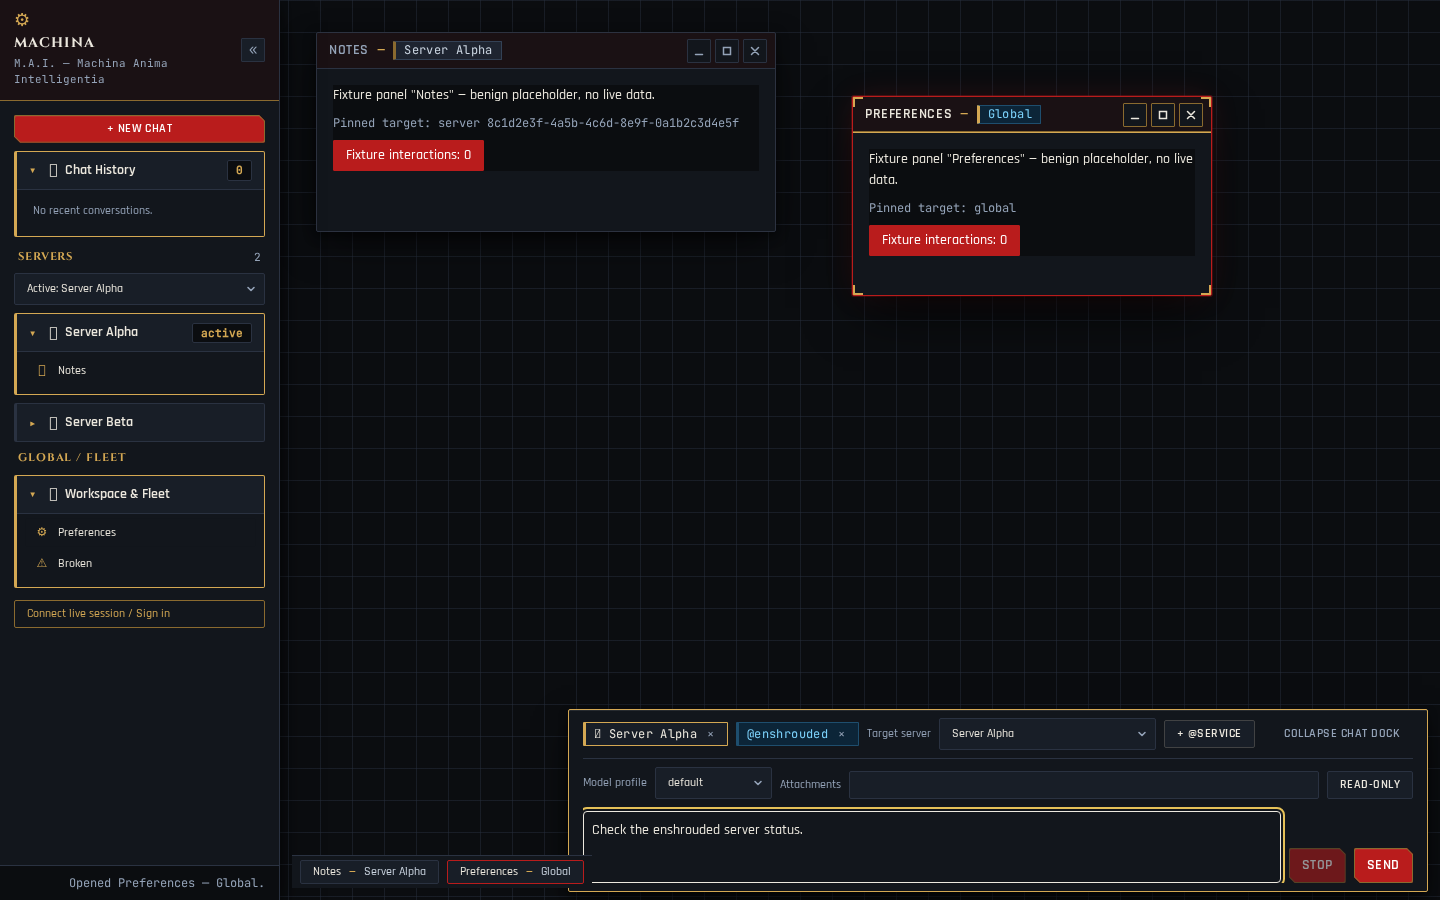 MACHINA
M.A.I. — Machina Anima
Intelligentia
«
+ NEW CHAT
Chat History
0
No recent conversations.
SERVERS
2
Active: Server Alpha
Server Alpha
active
Notes
Server Beta
GLOBAL / FLEET
Workspace & Fleet
Preferences
Broken
Connect live session / Sign in
Opened Preferences — Global.
NOTES — Server Alpha
Fixture panel "Notes" — benign placeholder, no live data.
Pinned target: server 8c1d2e3f-4a5b-4c6d-8e9f-0a1b2c3d4e5f
Fixture interactions: 0
PREFERENCES — Global
Fixture panel "Preferences" — benign placeholder, no live
data.
Pinned target: global
Fixture interactions: 0
Server Alpha ×
@enshrouded ×
Target server
Server Alpha
+ @SERVICE
COLLAPSE CHAT DOCK
Model profile
default
Attachments
READ-ONLY
Check the enshrouded server status.
STOP
SEND
Notes — Server Alpha
Preferences — Global